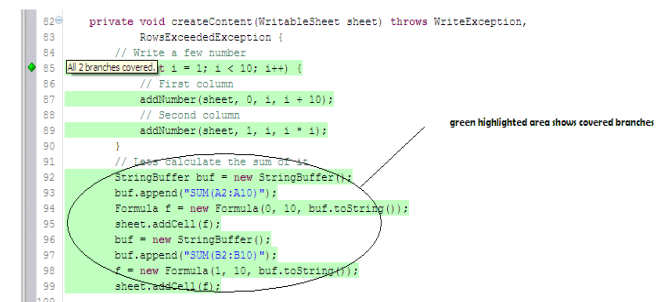 82 private void createContent(WritableSheet sheet) throws WriteException,
83 RowsExceededException {
84 // Write a few number
85 All 2 branches covered. t i = 1; i < 10; i++) {
86 // First column
87 addNumber(sheet, 0, i, i + 10);
88 // Second column
89 addNumber(sheet, 1, i, i * i);
green highlighted area shows covered branches
90 }
91 // Lets calculate the sum of it
92 StringBuffer buf = new StringBuffer();
93 buf.append("SUM(A2:A10)");
94 Formula f = new Formula(0, 10, buf.toString());
95 sheet.addCell(f);
96 buf = new StringBuffer();
97 buf.append("SUM(B2:B10)");
98 f = new Formula(1, 10, buf.toString());
99 sheet.addCell(f);
100